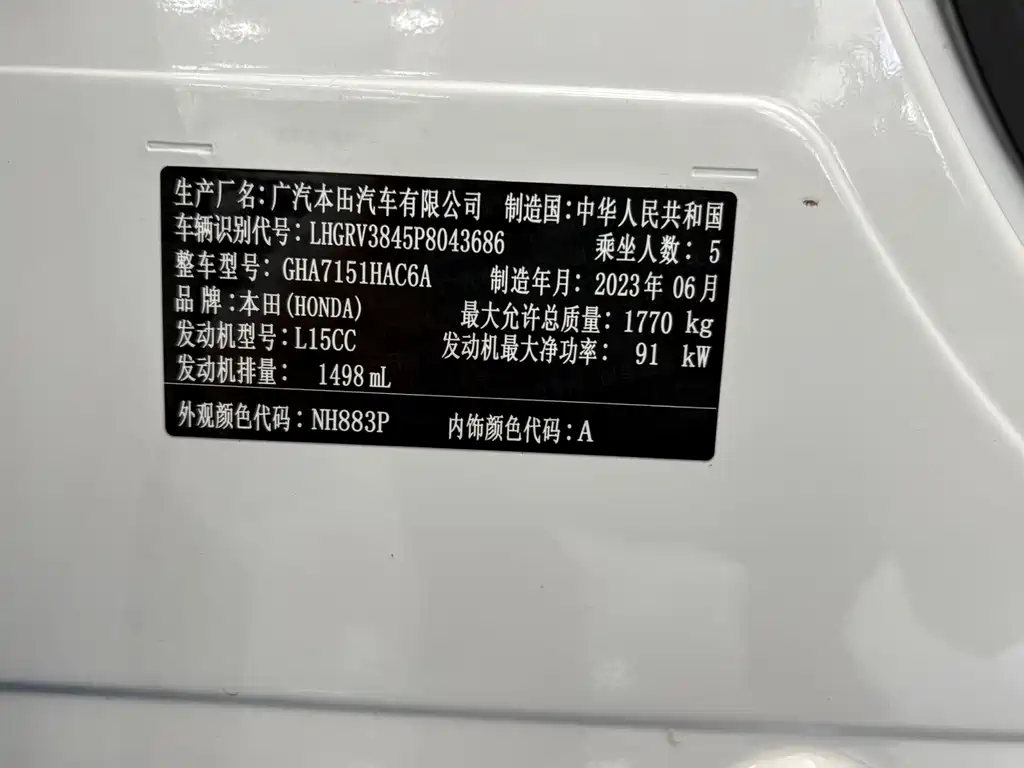 生产厂名：广汽本田汽车有限公司 制造国：中华人民共和国
车辆识别代号：LHGRV3845P8043686 乘坐人数：5
整车型号：GHA7151HAC6A 制造年月：2023年06月
品牌：本田(HONDA) 最大允许总质量：1770 kg
发动机型号：L15CC 发动机最大净功率：91 kW
发动机排量：1498 mL
外观颜色代码：NH883P 内饰颜色代码：A